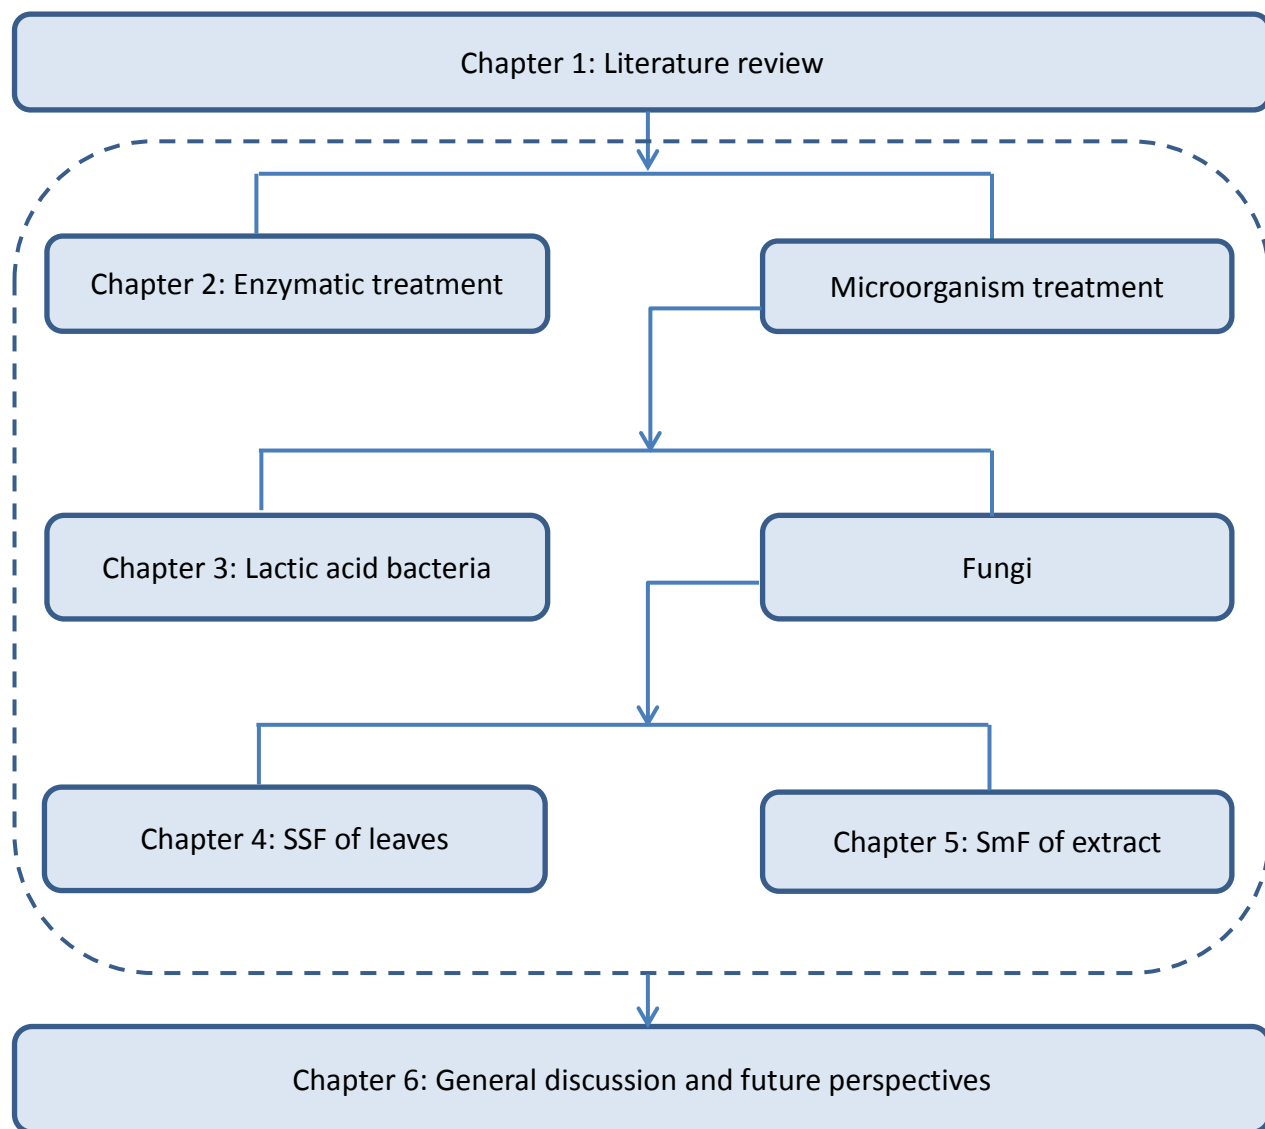 Chapter 1: Literature review
Chapter 2: Enzymatic treatment
Microorganism treatment
Chapter 3: Lactic acid bacteria
Fungi
Chapter 4: SSF of leaves
Chapter 5: SmF of extract
Chapter 6: General discussion and future perspectives